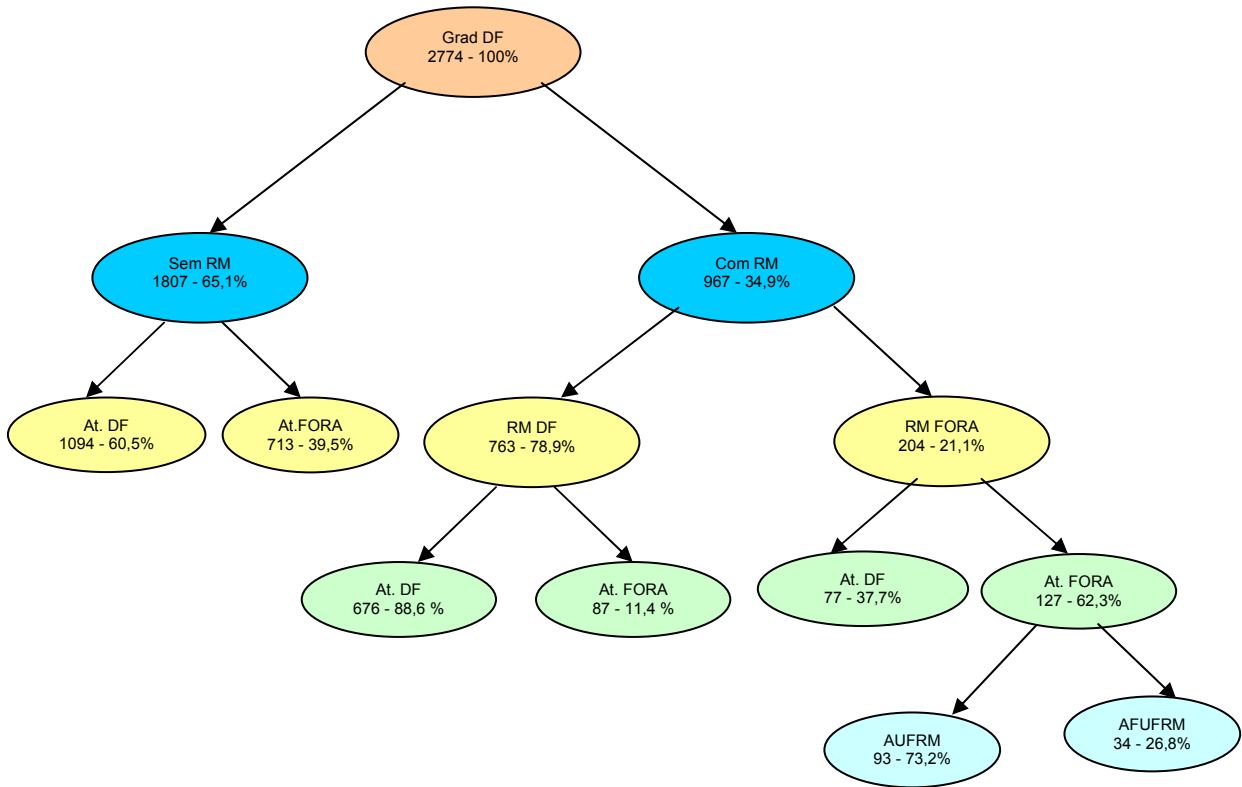 Grad DF
2774 - 100%
Sem RM
1807 - 65,1%
Com RM
967 - 34,9%
At. DF
1094 - 60,5%
At.FORA
713 - 39,5%
RM DF
763 - 78,9%
RM FORA
204 - 21,1%
At. DF
676 - 88,6 %
At. FORA
87 - 11,4 %
At. DF
77 - 37,7%
At. FORA
127 - 62,3%
AUFRM
93 - 73,2%
AFUFRM
34 - 26,8%